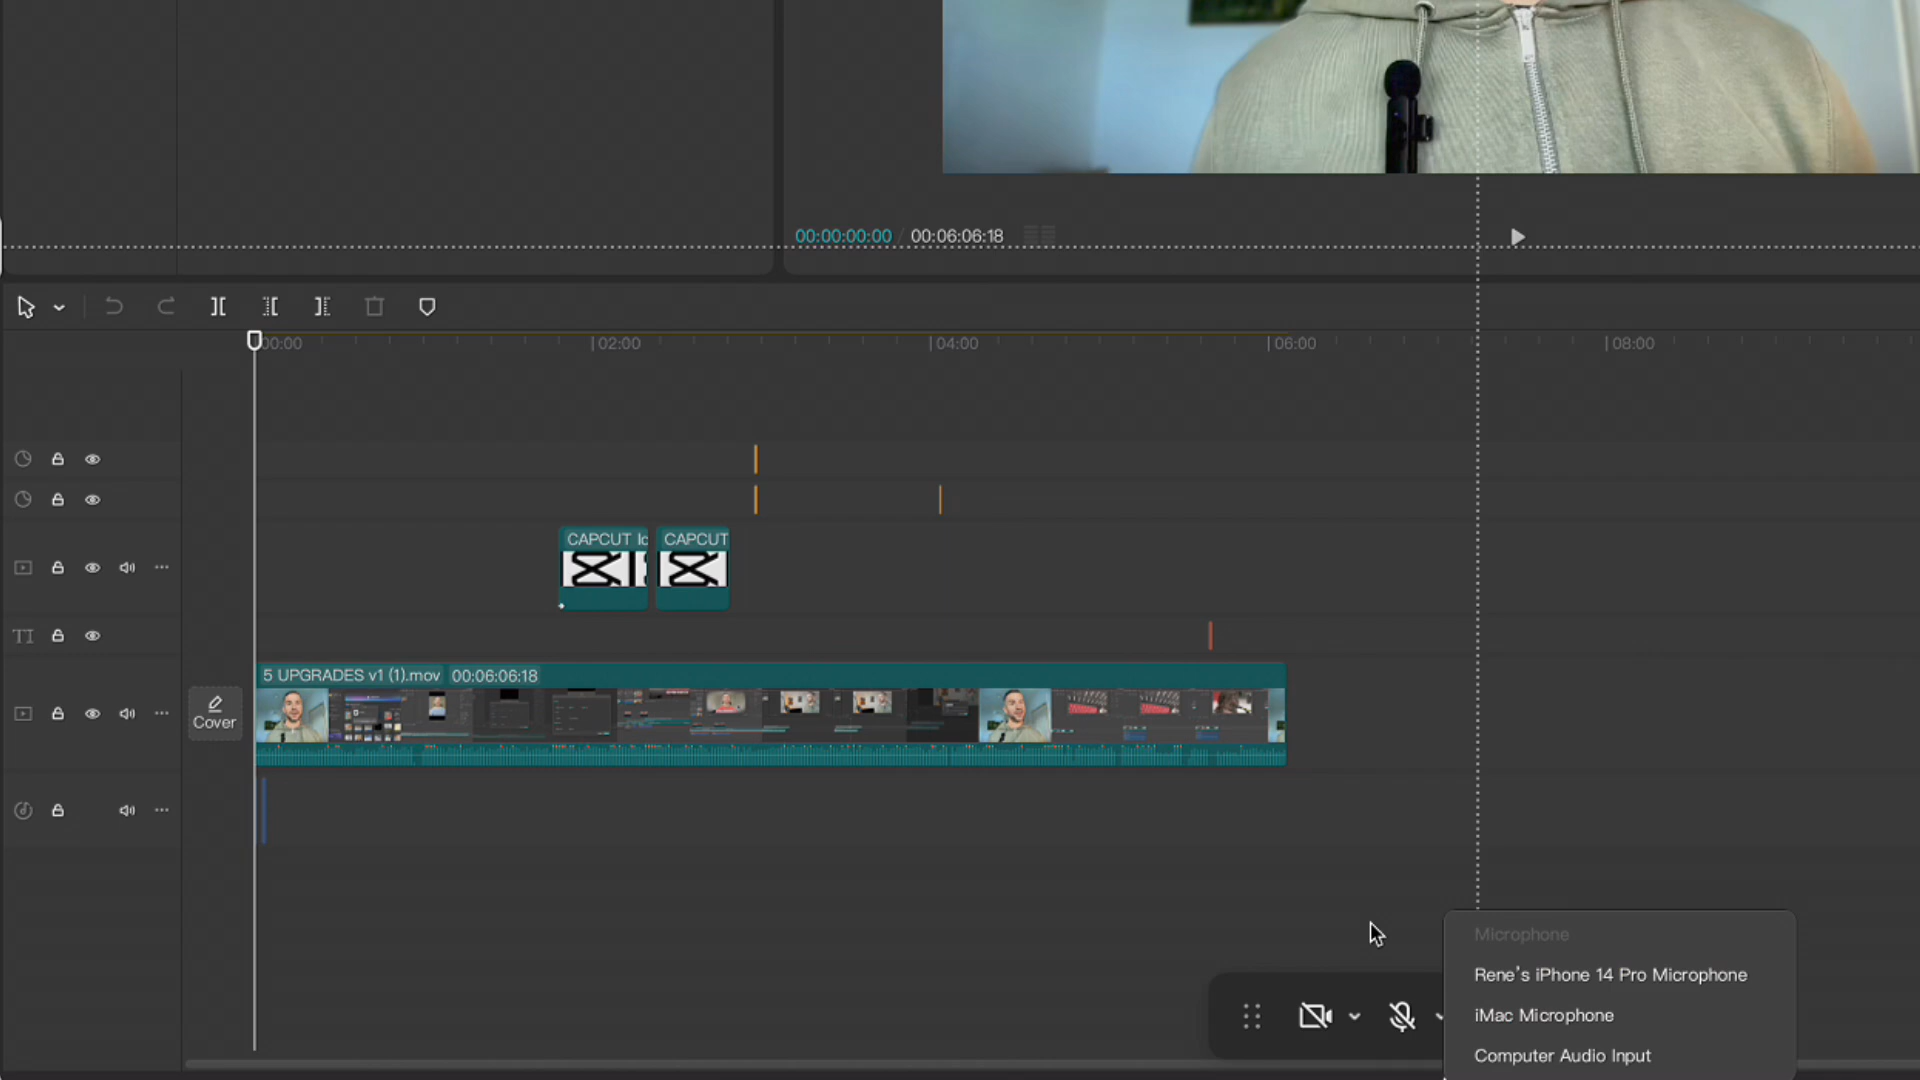 00:00:00:00 / 00:06:06:18
00:00
02:00
04:00
06:00
08:00
CAPCUT lo
CAPCUT
TI
5 UPGRADES v1 (1).mov 00:06:06:18
Cover
Microphone
Rene's iPhone 14 Pro Microphone
iMac Microphone
Computer Audio Input